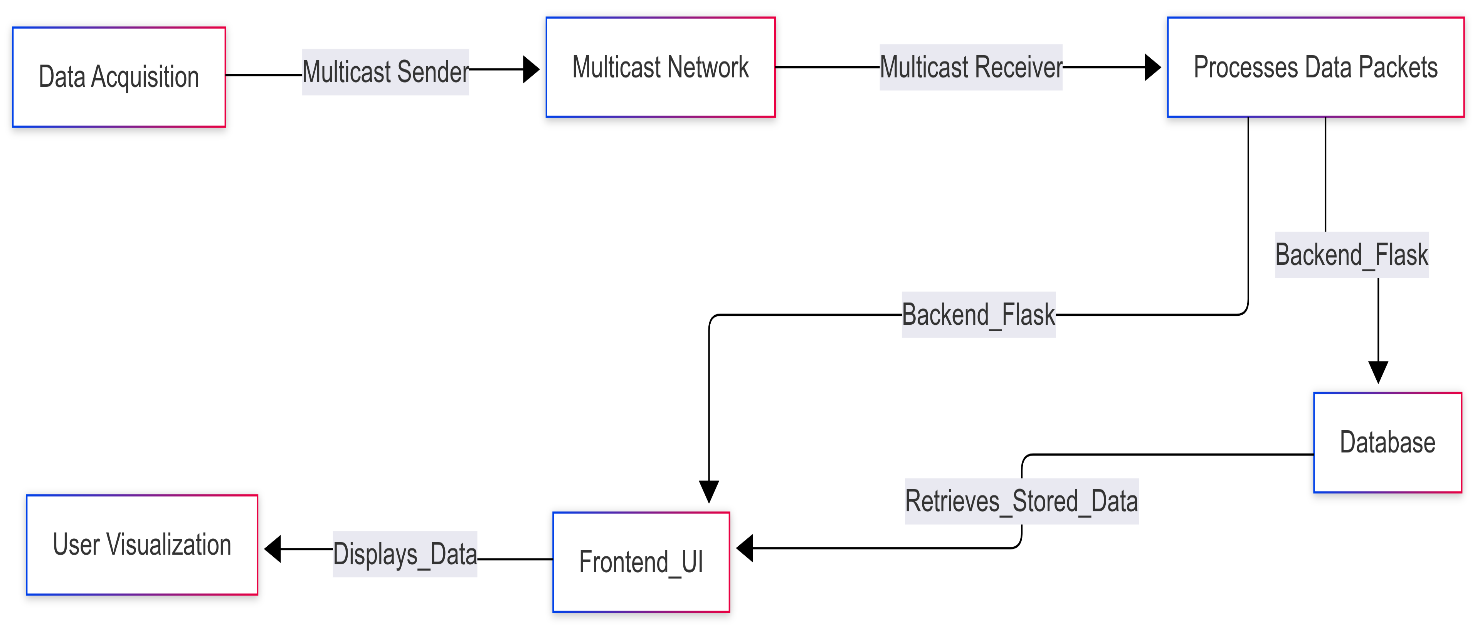 Data Acquisition
Multicast Sender
Multicast Network
Multicast Receiver
Processes Data Packets
Backend_Flask
Backend_Flask
Database
Retrieves_Stored_Data
Frontend_UI
Displays_Data
User Visualization